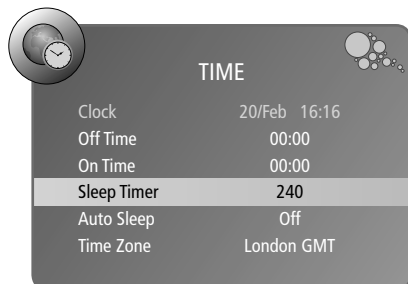 TIME
Clock 20/Feb 16:16
Off Time 00:00
On Time 00:00
Sleep Timer 240
Auto Sleep Off
Time Zone London GMT